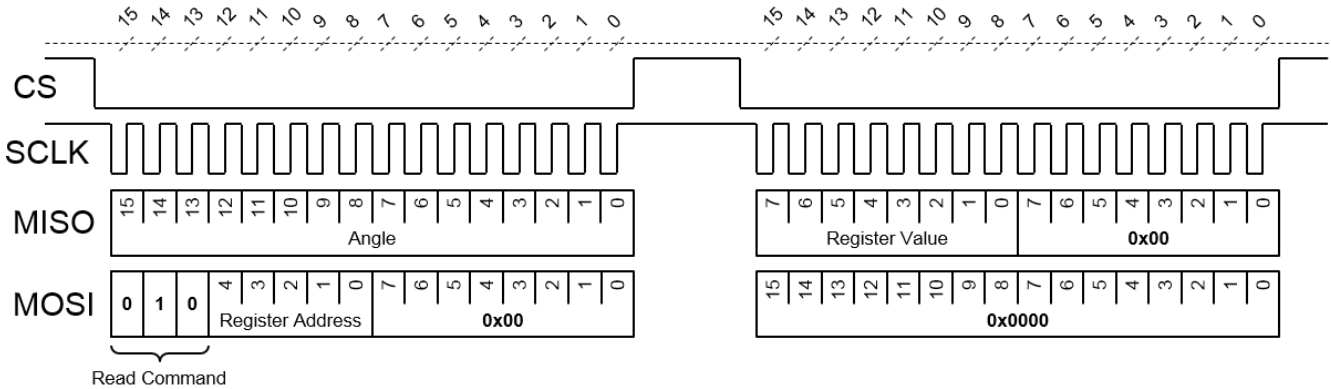 15 14 13 12 11 10 9 8 7 6 5 4 3 2 1 0 15 14 13 12 11 10 9 8 7 6 5 4 3 2 1 0
CS
SCLK
MISO 15 14 13 12 11 10 9 8 7 6 5 4 3 2 1 0 7 6 5 4 3 2 1 0 7 6 5 4 3 2 1 0
Angle Register Value 0x00
MOSI 0 1 0 4 3 2 1 0 7 6 5 4 3 2 1 0 15 14 13 12 11 10 9 8 7 6 5 4 3 2 1 0
Register Address 0x00 0x0000
Read Command